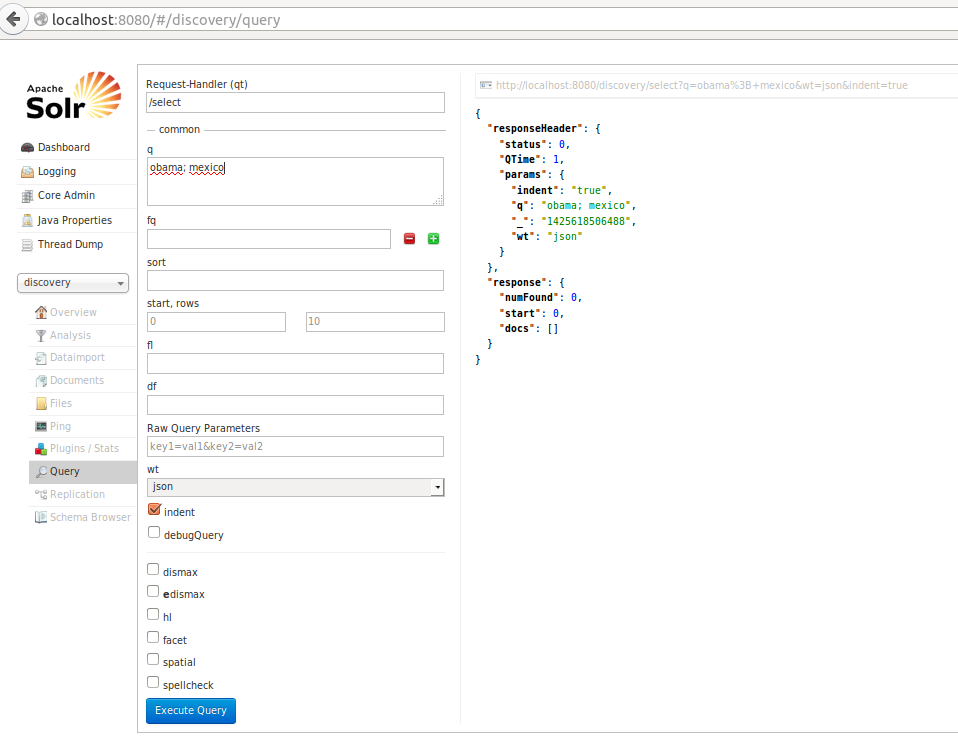 localhost:8080/#/discovery/query
Apache
Solr
Dashboard
Logging
Core Admin
Java Properties
Thread Dump
discovery
Overview
Analysis
Dataimport
Documents
Files
Ping
Plugins / Stats
Query
Replication
Schema Browser
Request-Handler (qt)
/select
common
q
obama; mexico
fq
sort
start, rows
0 10
fl
df
Raw Query Parameters
key1=val1&key2=val2
wt
json
indent
debugQuery
dismax
edismax
hl
facet
spatial
spellcheck
Execute Query
http://localhost:8080/discovery/select?q=obama%3B+mexico&wt=json&indent=true
{
"responseHeader": {
"status": 0,
"QTime": 1,
"params": {
"indent": "true",
"q": "obama; mexico",
"_": "1425618506488",
"wt": "json"
}
},
"response": {
"numFound": 0,
"start": 0,
"docs": []
}
}